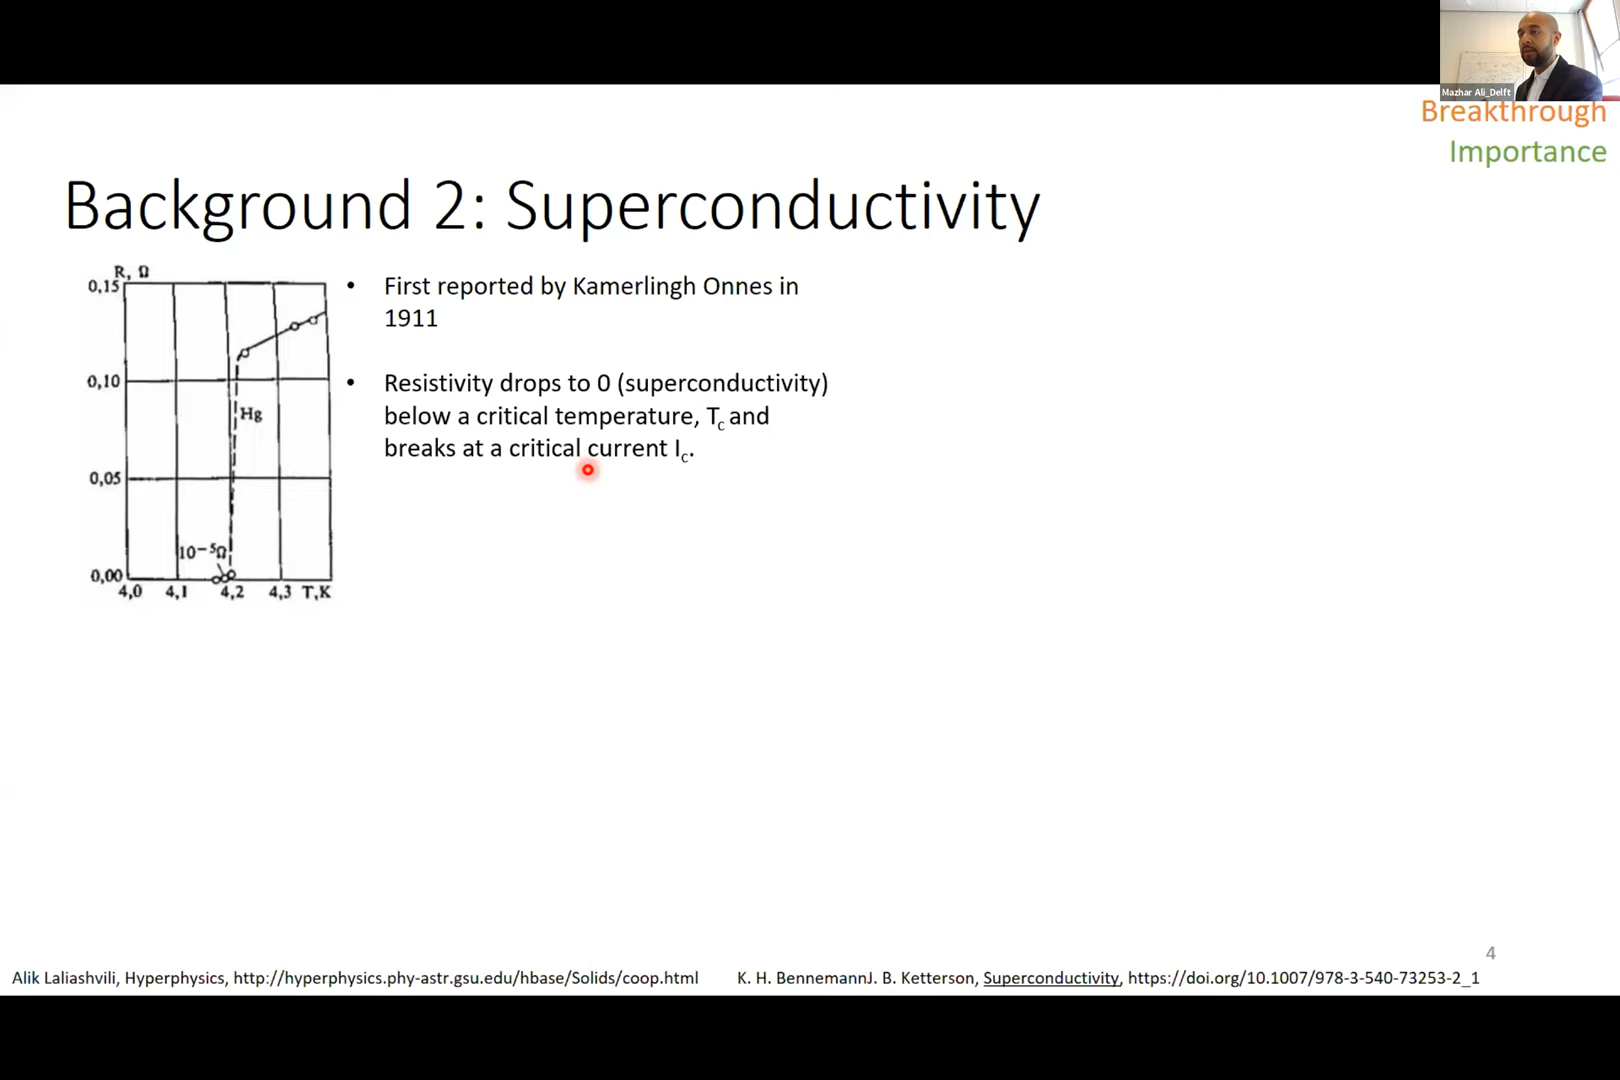 Mazhar Ali_Delft
Breakthrough
Importance
Background 2: Superconductivity
R, Ω
0,15
0,10
0,05
0,00
Hg
10⁻⁵Ω
4,0 4,1 4,2 4,3 T,K
• First reported by Kamerlingh Onnes in
1911
• Resistivity drops to 0 (superconductivity)
below a critical temperature, T꜀ and
breaks at a critical current I꜀.
4
Alik Laliashvili, Hyperphysics, http://hyperphysics.phy-astr.gsu.edu/hbase/Solids/coop.html
K. H. BennemannJ. B. Ketterson, Superconductivity, https://doi.org/10.1007/978-3-540-73253-2_1